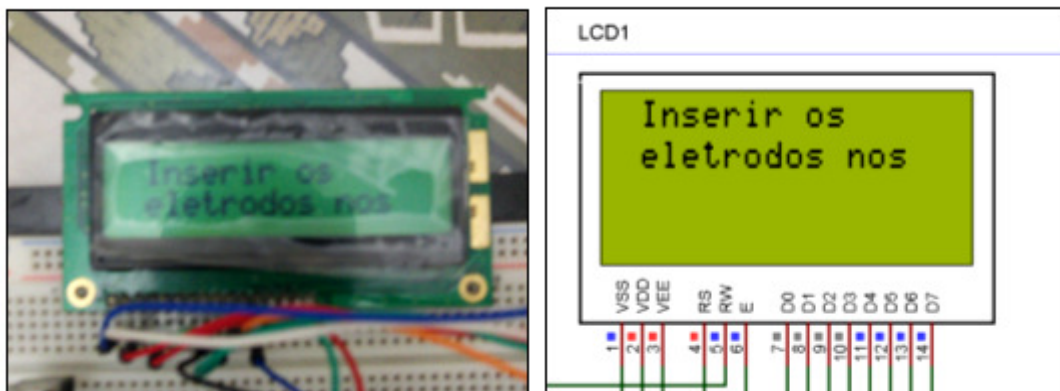 Inserir os
eletrodos nos
LCD1
Inserir os
eletrodos nos
VSS VDD VEE RS RW E D0 D1 D2 D3 D4 D5 D6 D7
1 2 3 4 5 6 7 8 9 10 11 12 13 14